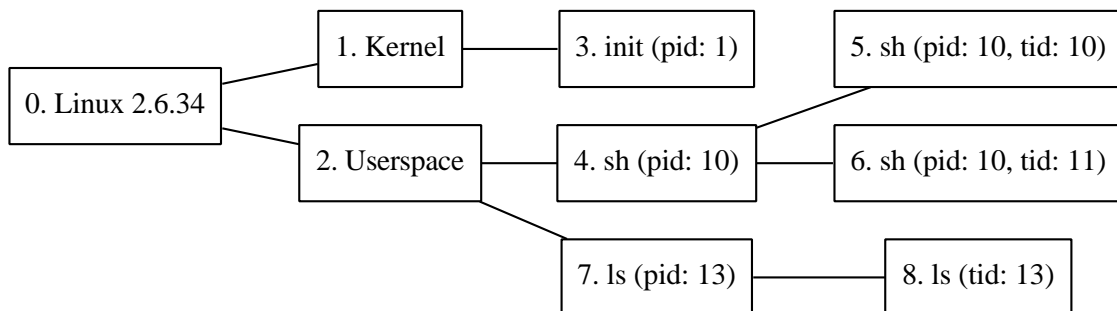 0. Linux 2.6.34
1. Kernel
2. Userspace
3. init (pid: 1)
4. sh (pid: 10)
5. sh (pid: 10, tid: 10)
6. sh (pid: 10, tid: 11)
7. ls (pid: 13)
8. ls (tid: 13)